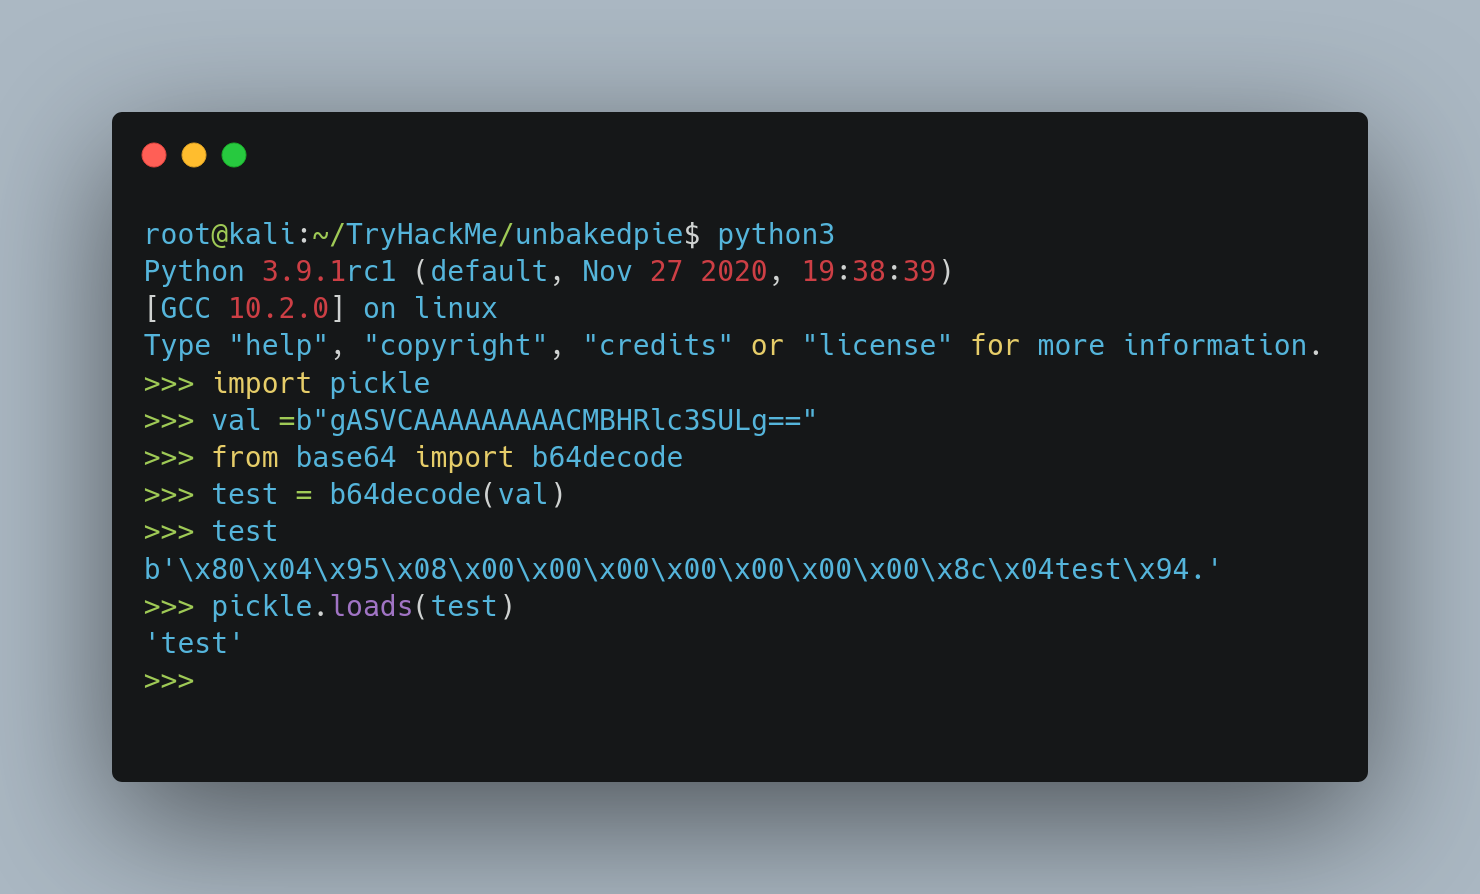 root@kali:~/TryHackMe/unbakedpie$ python3
Python 3.9.1rc1 (default, Nov 27 2020, 19:38:39)
[GCC 10.2.0] on linux
Type "help", "copyright", "credits" or "license" for more information.
>>> import pickle
>>> val =b"gASVCAAAAAAAAACMBHRlc3SULg=="
>>> from base64 import b64decode
>>> test = b64decode(val)
>>> test
b'\x80\x04\x95\x08\x00\x00\x00\x00\x00\x00\x00\x8c\x04test\x94.'
>>> pickle.loads(test)
'test'
>>>